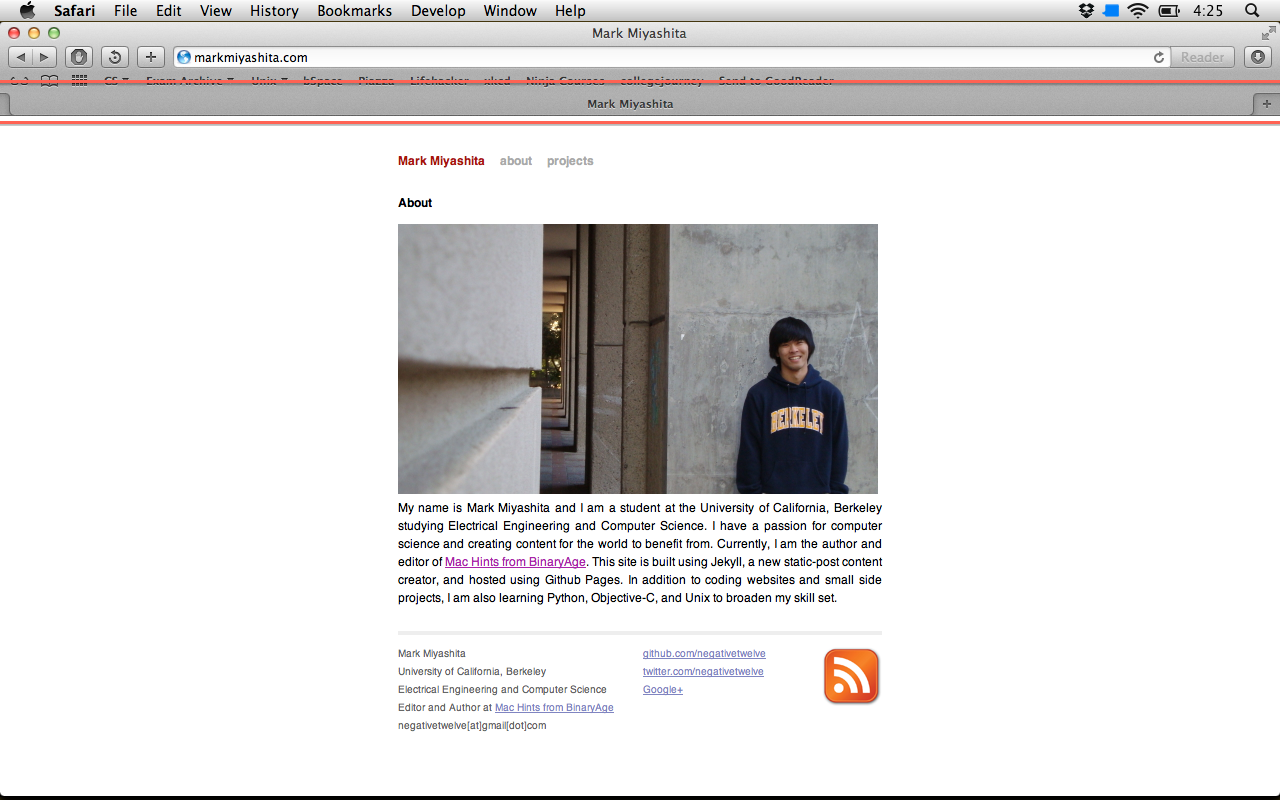 Safari File Edit View History Bookmarks Develop Window Help 4:25
Mark Miyashita
markmiyashita.com Reader
CS Exam Archive Unix bSpace Piazza Lifehacker xkcd Ninja Courses collegejourney Send to GoodReader
Mark Miyashita
Mark Miyashita about projects
About
BERKELEY
My name is Mark Miyashita and I am a student at the University of California, Berkeley
studying Electrical Engineering and Computer Science. I have a passion for computer
science and creating content for the world to benefit from. Currently, I am the author and
editor of Mac Hints from BinaryAge. This site is built using Jekyll, a new static-post content
creator, and hosted using Github Pages. In addition to coding websites and small side
projects, I am also learning Python, Objective-C, and Unix to broaden my skill set.
Mark Miyashita
University of California, Berkeley
Electrical Engineering and Computer Science
Editor and Author at Mac Hints from BinaryAge
negativetwelve[at]gmail[dot]com
github.com/negativetwelve
twitter.com/negativetwelve
Google+